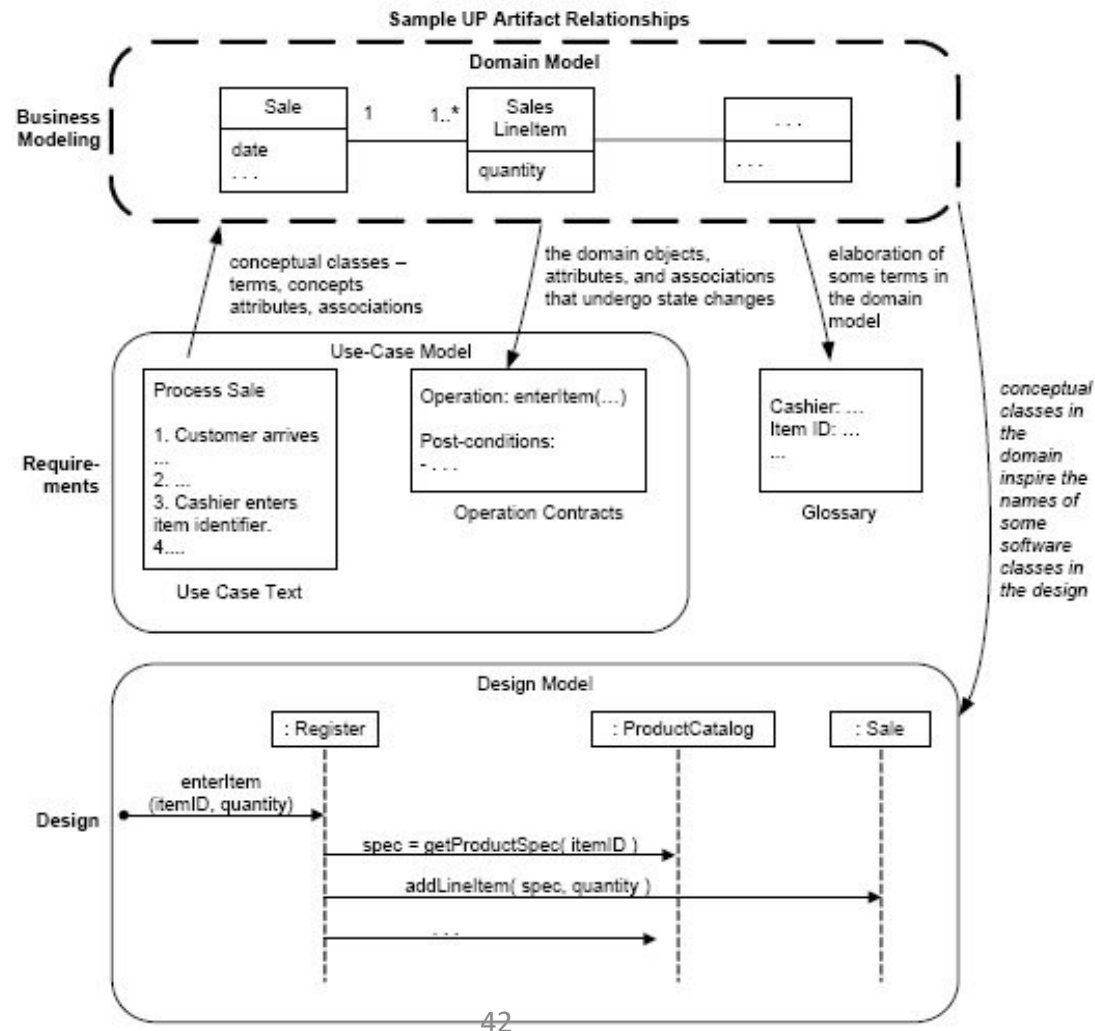 Sample UP Artifact Relationships
Domain Model
Business
Modeling
Sale
date
. . .
1
1..*
Sales
LineItem
quantity
. . .
. . .
conceptual classes –
terms, concepts
attributes, associations
the domain objects,
attributes, and associations
that undergo state changes
elaboration of
some terms in
the domain
model
conceptual
classes in
the
domain
inspire the
names of
some
software
classes in
the design
Require-
ments
Use-Case Model
Process Sale
1. Customer arrives
...
2. ...
3. Cashier enters
item identifier.
4....
Use Case Text
Operation: enterItem(…)
Post-conditions:
- . . .
Operation Contracts
Cashier: …
Item ID: …
...
Glossary
Design
Design Model
: Register
: ProductCatalog
: Sale
enterItem
(itemID, quantity)
spec = getProductSpec( itemID )
addLineItem( spec, quantity )
. . .
42